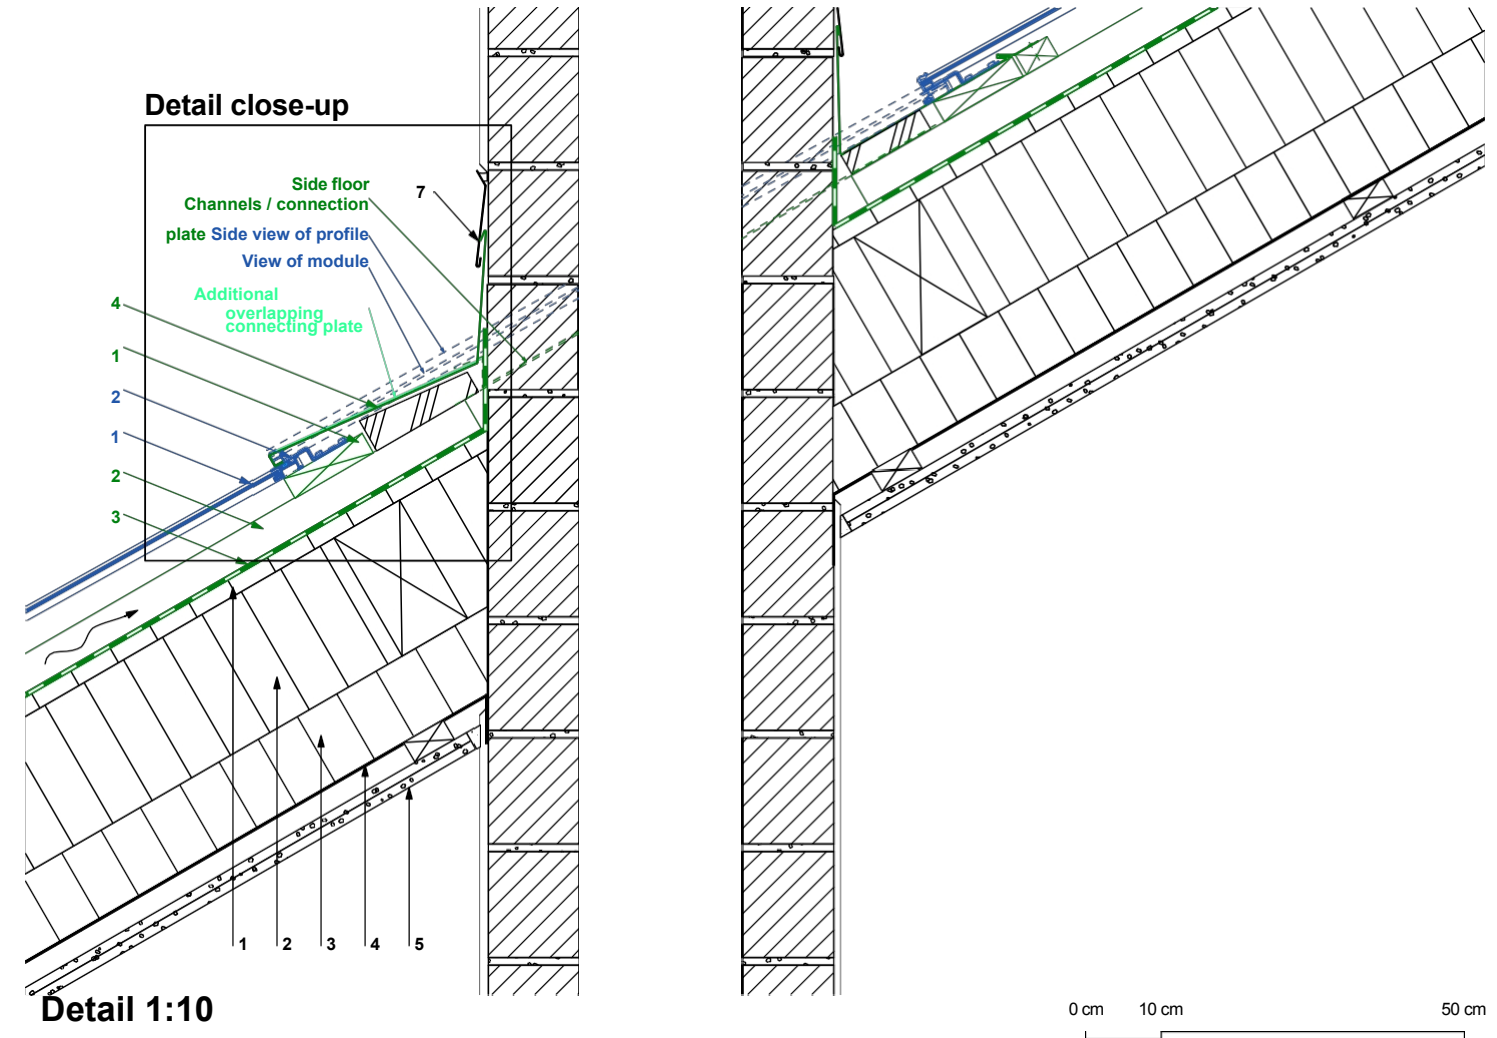 Detail close-up
Side floor
Channels / connection
plate Side view of profile
View of module
Additional
overlapping
connecting plate
7
4
1
2
1
2
3
1 2 3 4 5
Detail 1:10
0 cm 10 cm 50 cm